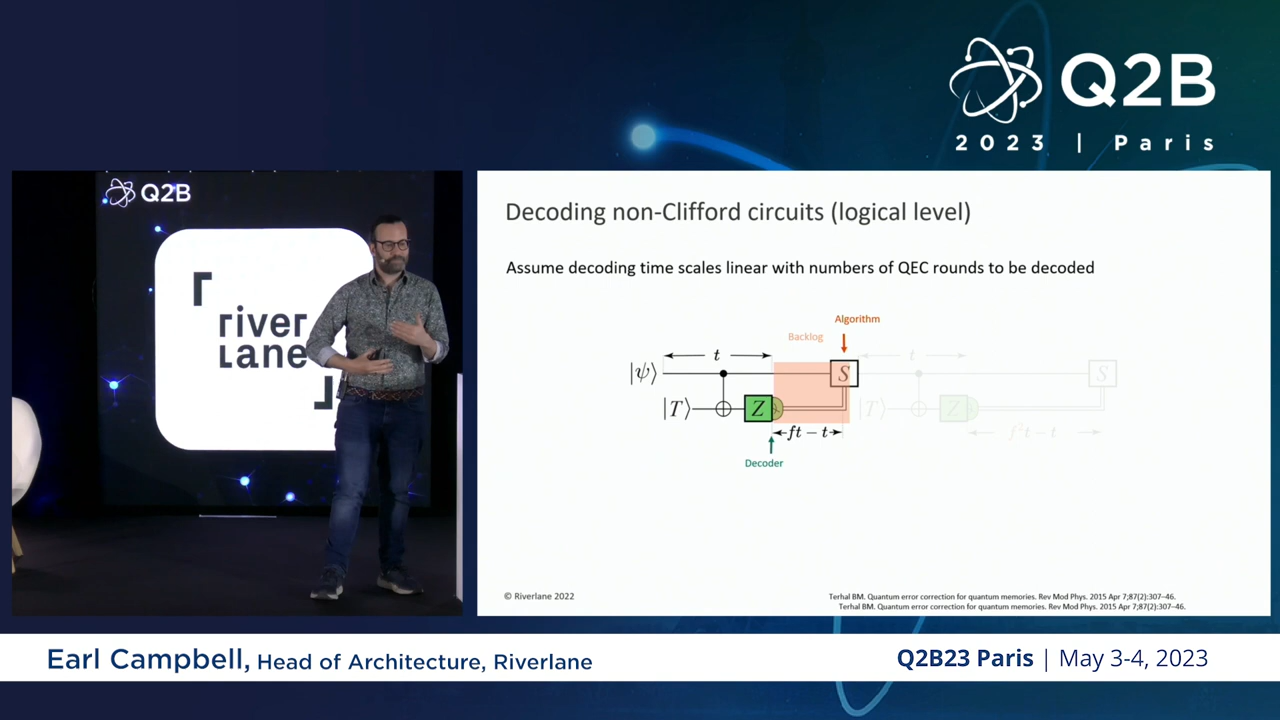 Q2B
2023 | Paris
Q2B
river
Lane
Decoding non-Clifford circuits (logical level)
Assume decoding time scales linear with numbers of QEC rounds to be decoded
Algorithm
Backlog
t
t
|ψ⟩
S
S
|T⟩
Z
|T⟩
Z
ft − t
f²t − t
Decoder
© Riverlane 2022
Terhal BM. Quantum error correction for quantum memories. Rev Mod Phys. 2015 Apr 7;87(2):307–46.
Terhal BM. Quantum error correction for quantum memories. Rev Mod Phys. 2015 Apr 7;87(2):307–46.
Earl Campbell, Head of Architecture, Riverlane
Q2B23 Paris | May 3-4, 2023